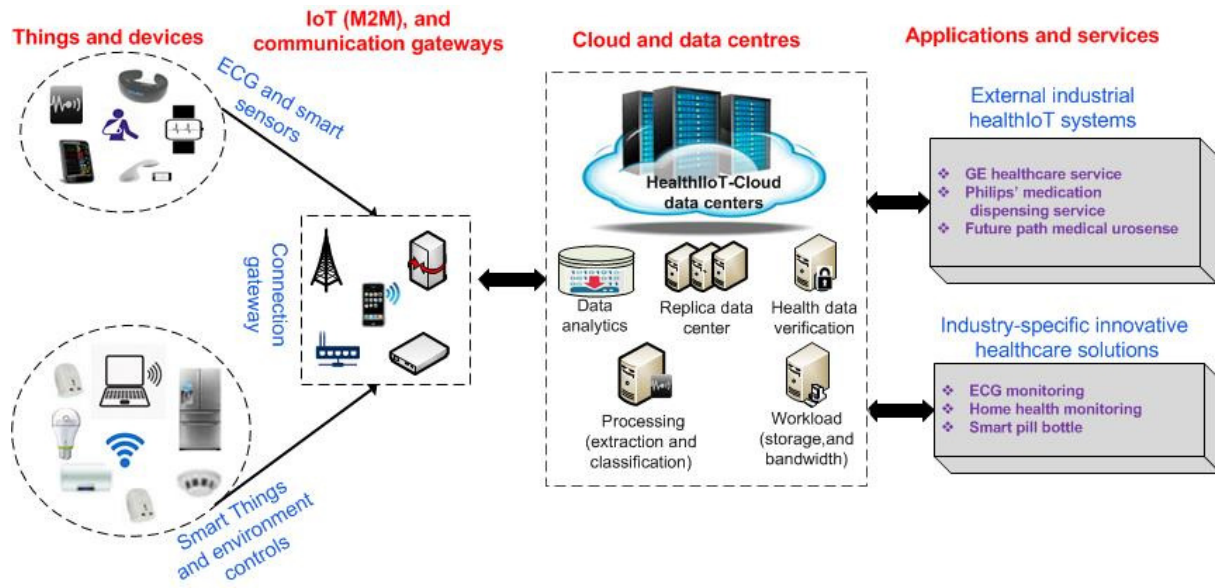 Things and devices
IoT (M2M), and
communication gateways
Cloud and data centres
Applications and services
ECG and smart
sensors
Connection
gateway
Smart Things
and environment
controls
HealthIIoT-Cloud
data centers
Data
analytics
Replica data
center
Health data
verification
Processing
(extraction and
classification)
Workload
(storage,and
bandwidth)
External industrial
healthIoT systems
❖ GE healthcare service
❖ Philips’ medication
dispensing service
❖ Future path medical urosense
Industry-specific innovative
healthcare solutions
❖ ECG monitoring
❖ Home health monitoring
❖ Smart pill bottle